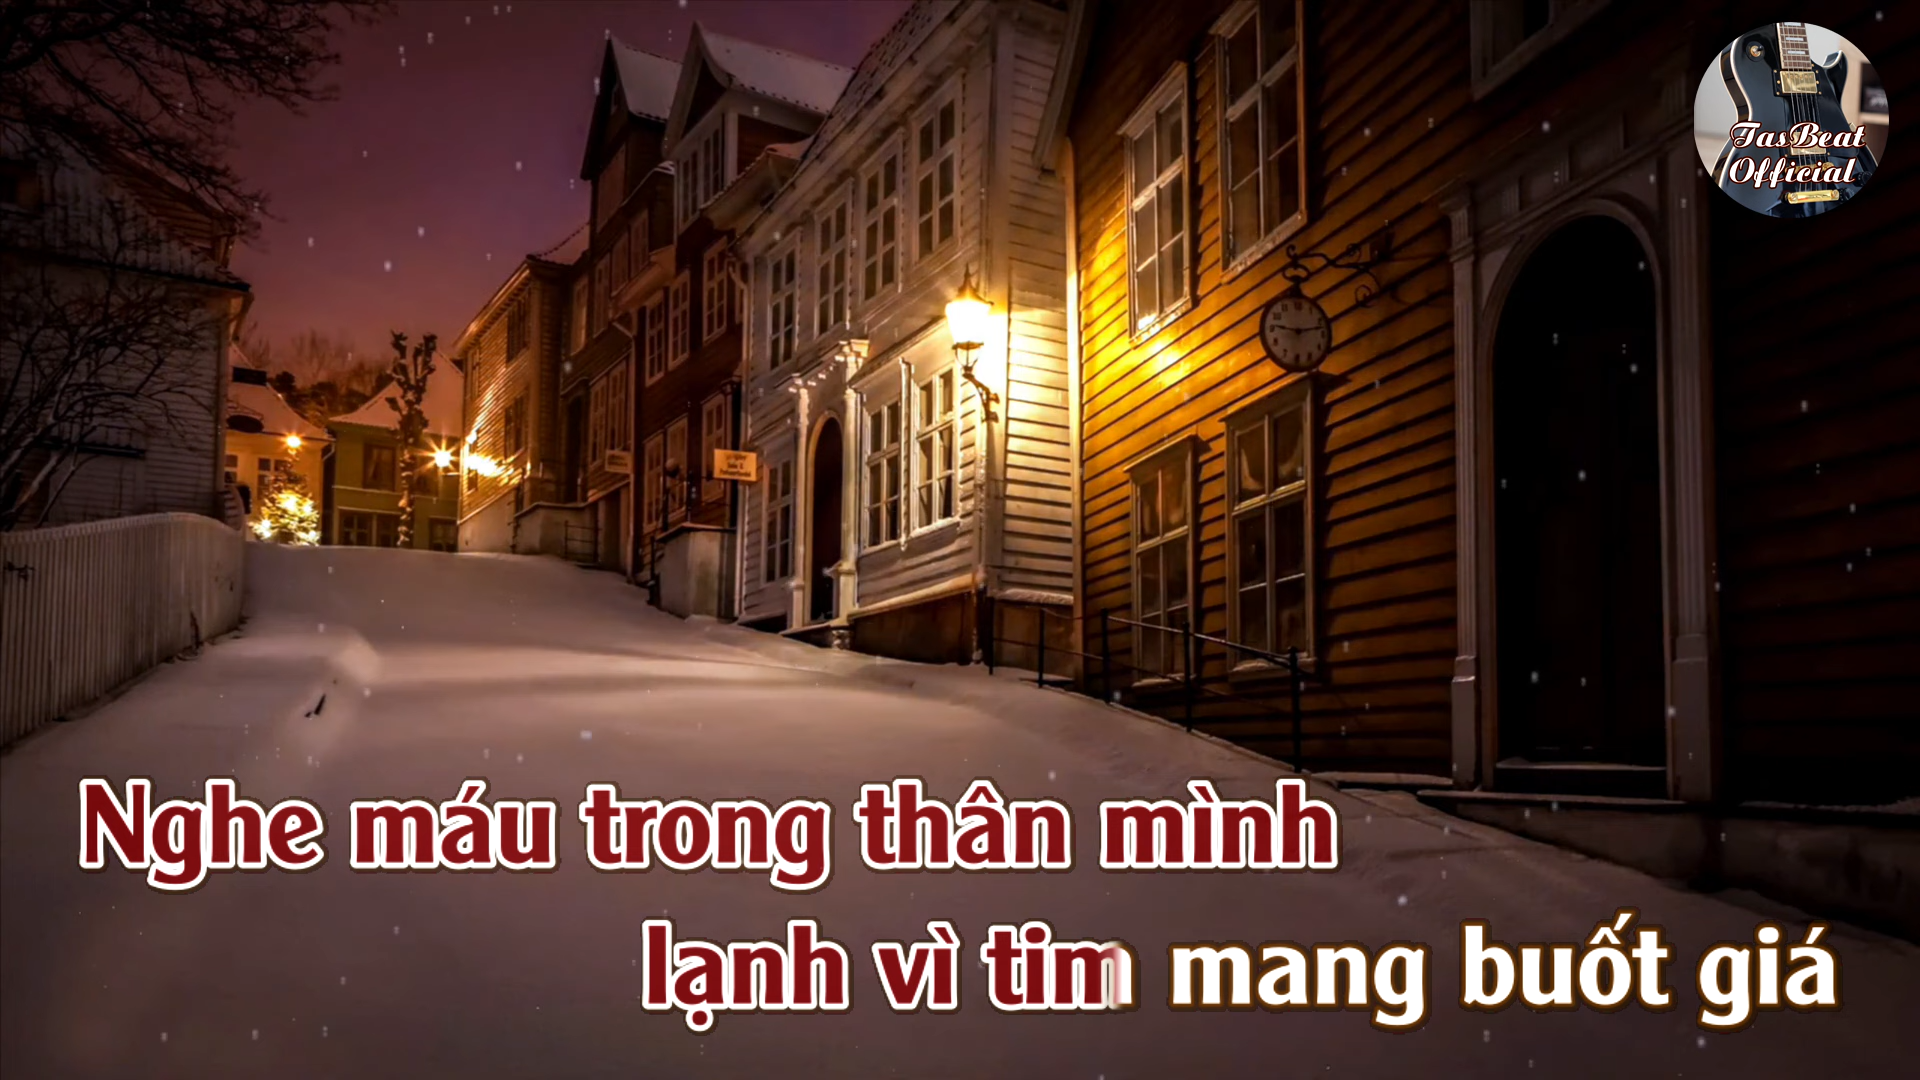 TasBeat
Official
Nghe máu trong thân mình
lạnh vì tim mang buốt giá